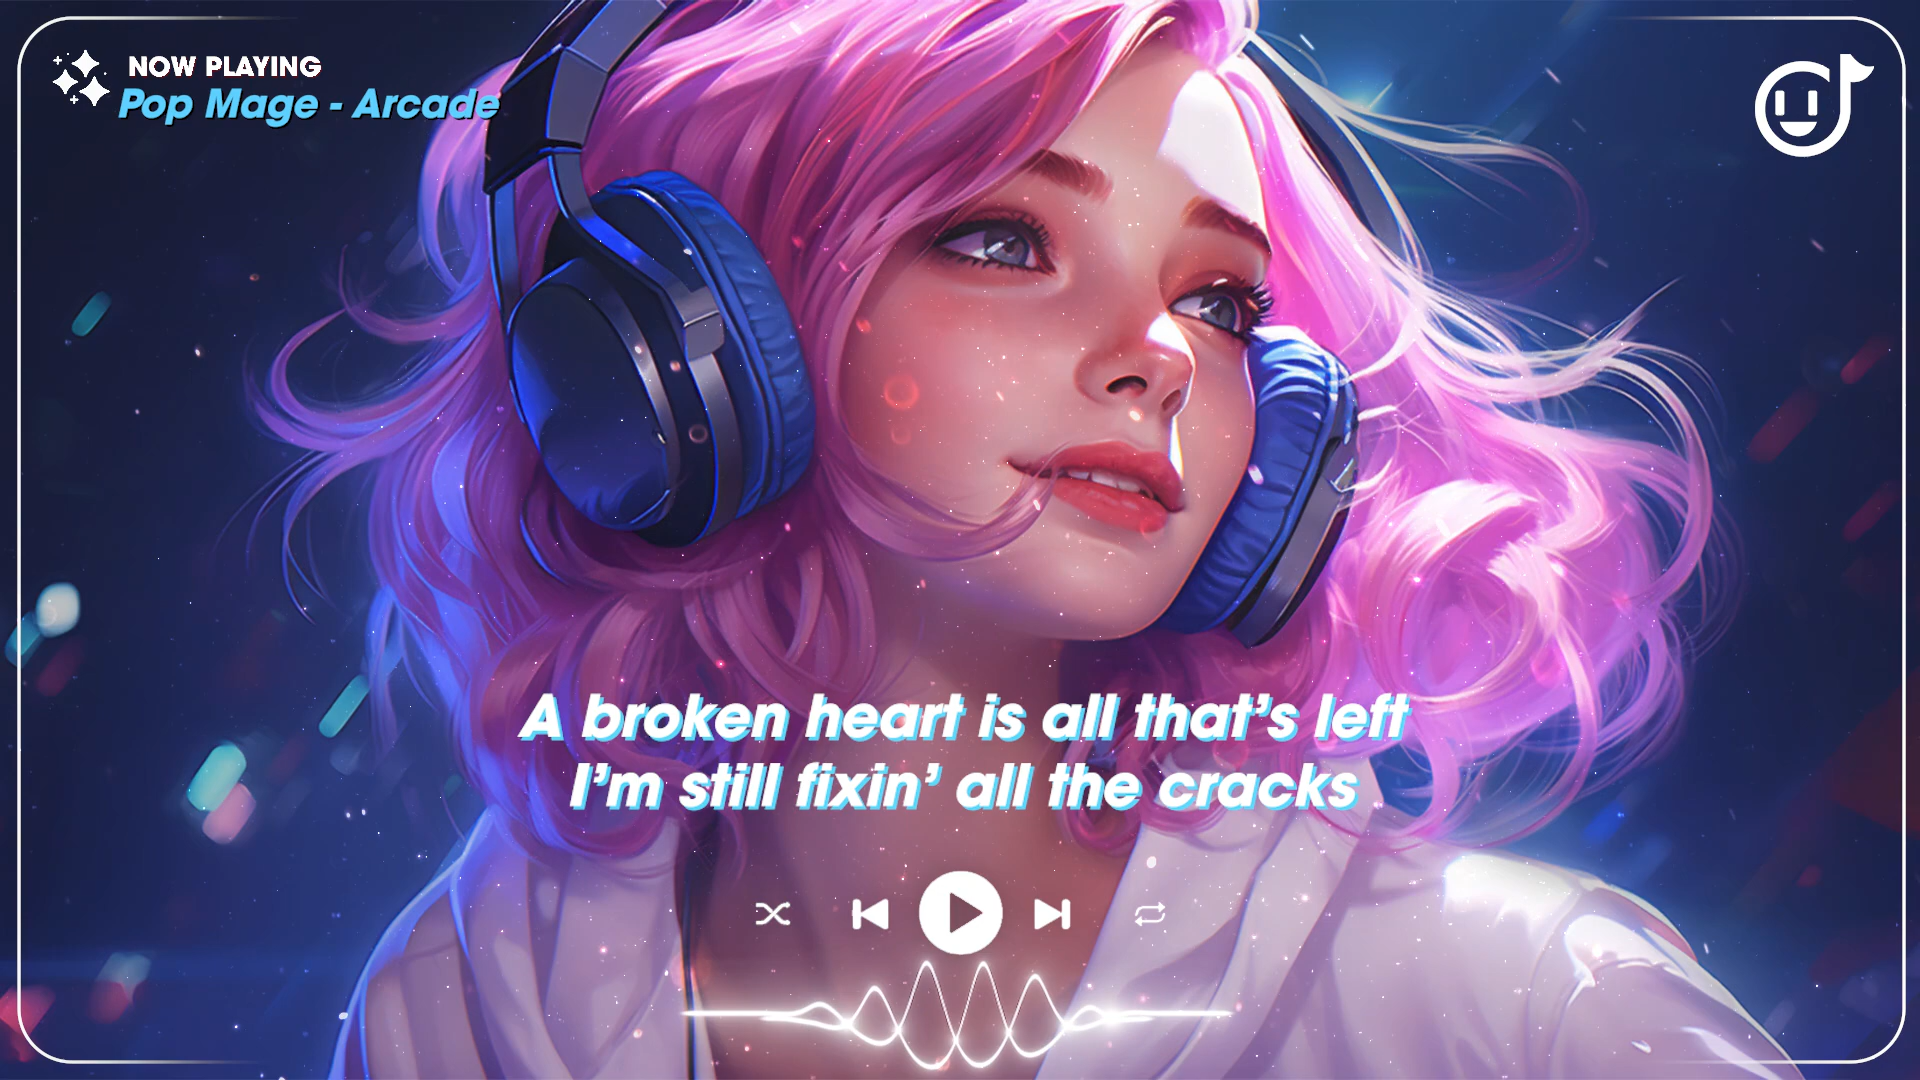 NOW PLAYING
Pop Mage - Arcade
A broken heart is all that’s left
I’m still fixin’ all the cracks